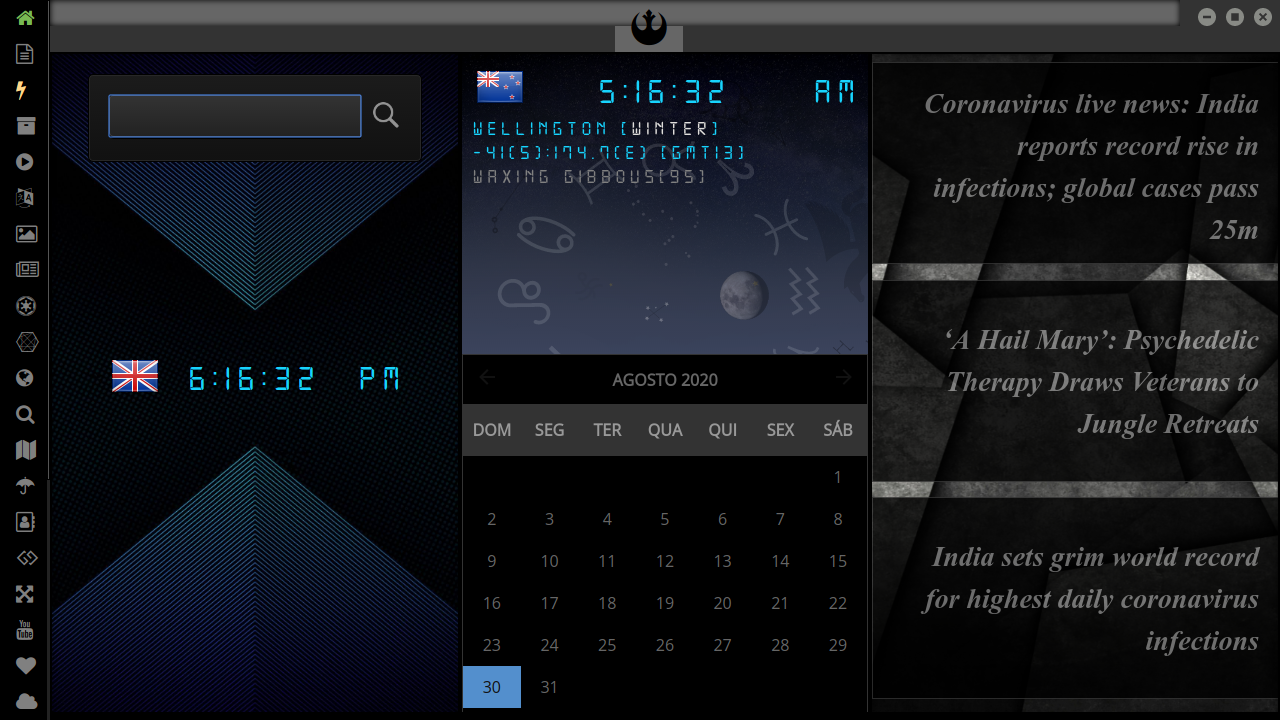 You
Tube
6:16:32 PM
5:16:32 AM
WELLINGTON [WINTER]
-41(S):174.7(E) [GMT13]
WAXING GIBBOUS[95]
AGOSTO 2020
DOM SEG TER QUA QUI SEX SÁB
1
2 3 4 5 6 7 8
9 10 11 12 13 14 15
16 17 18 19 20 21 22
23 24 25 26 27 28 29
30 31
Coronavirus live news: India
reports record rise in
infections; global cases pass
25m
‘A Hail Mary’: Psychedelic
Therapy Draws Veterans to
Jungle Retreats
India sets grim world record
for highest daily coronavirus
infections